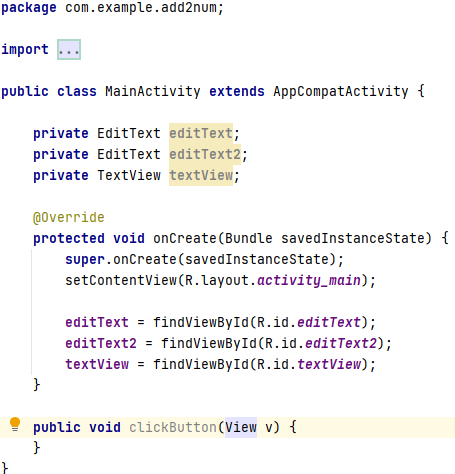 package com.example.add2num;
import ...
public class MainActivity extends AppCompatActivity {
private EditText editText;
private EditText editText2;
private TextView textView;
@Override
protected void onCreate(Bundle savedInstanceState) {
super.onCreate(savedInstanceState);
setContentView(R.layout.activity_main);
editText = findViewById(R.id.editText);
editText2 = findViewById(R.id.editText2);
textView = findViewById(R.id.textView);
}
public void clickButton(View v) {
}
}